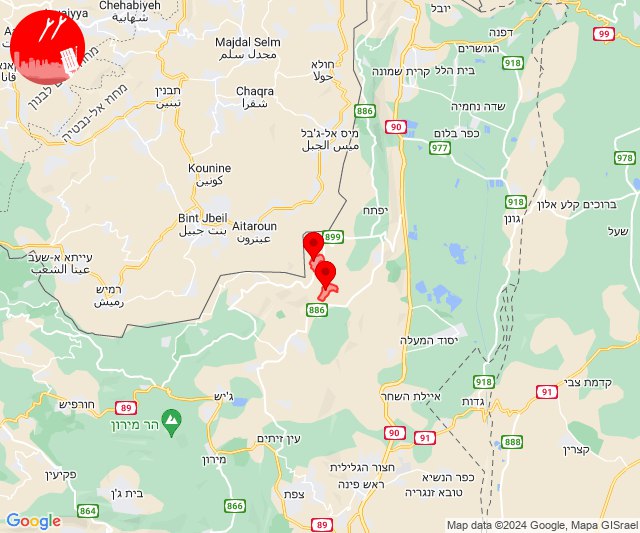 Chehabiyeh
شهابية
יובל
דפנה
99
Majdal Selm
مجدل سلم
חולא
حولا
הגושרים
קרית שמונה
בית הלל
918
מחוז אל-נבטיה
תבנין
تبنين
Chaqra
شقرا
886
שדה נחמיה
מיס אל-ג'בל
ميس الجبل
90
כפר בלום
977
978
Kounine
كونين
918
ברוכים קלע אלון
יפתח
גונן
Bint Jbeil
بنت جبيل
Aitaroun
عيترون
899
שעל
עייתא א-שעב
عيتا الشعب
רמיש
رميش
886
יסוד המעלה
918
קדמת צבי
91
ג'יש
איילת השחר
גדות
חורפיש
89
הר מירון
90
91
888
קצרין
עין זיתים
מירון
חצור הגלילית
ראש פינה
כפר הנשיא
טובא זנגריה
פקיעין
בית ג'ן
צפת
864
866
89
Google
Map data ©2024 Google, Mapa GISrael